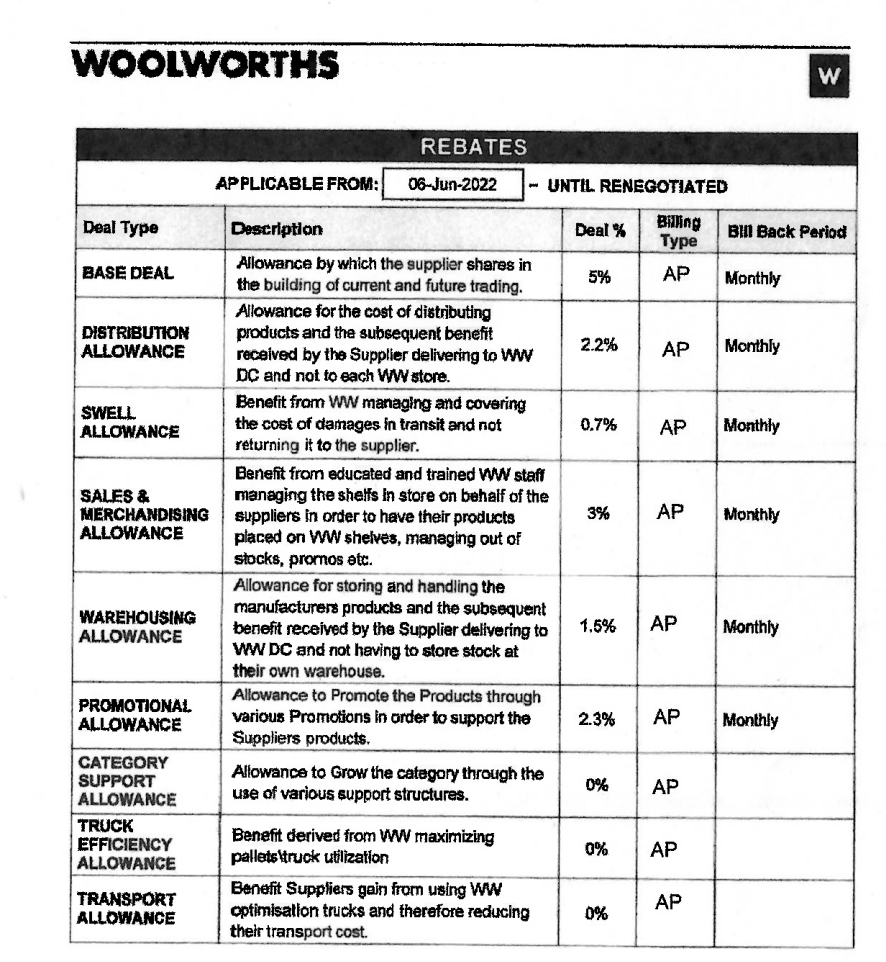 WOOLWORTHS
W
REBATES
APPLICABLE FROM: 06-Jun-2022 – UNTIL RENEGOTIATED
Deal Type Description Deal % Billing Type Bill Back Period
BASE DEAL
Allowance by which the supplier shares in
the building of current and future trading.
5% AP Monthly
DISTRIBUTION
ALLOWANCE
Allowance for the cost of distributing
products and the subsequent benefit
received by the Supplier delivering to WW
DC and not to each WW store.
2.2% AP Monthly
SWELL
ALLOWANCE
Benefit from WW managing and covering
the cost of damages in transit and not
returning it to the supplier.
0.7% AP Monthly
SALES &
MERCHANDISING
ALLOWANCE
Benefit from educated and trained WW staff
managing the shelfs in store on behalf of the
suppliers in order to have their products
placed on WW shelves, managing out of
stocks, promos etc.
3% AP Monthly
WAREHOUSING
ALLOWANCE
Allowance for storing and handling the
manufacturers products and the subsequent
benefit received by the Supplier delivering to
WW DC and not having to store stock at
their own warehouse.
1.5% AP Monthly
PROMOTIONAL
ALLOWANCE
Allowance to Promote the Products through
various Promotions in order to support the
Suppliers products.
2.3% AP Monthly
CATEGORY
SUPPORT
ALLOWANCE
Allowance to Grow the category through the
use of various support structures.
0% AP
TRUCK
EFFICIENCY
ALLOWANCE
Benefit derived from WW maximizing
pallets\truck utilization
0% AP
TRANSPORT
ALLOWANCE
Benefit Suppliers gain from using WW
optimisation trucks and therefore reducing
their transport cost.
0% AP